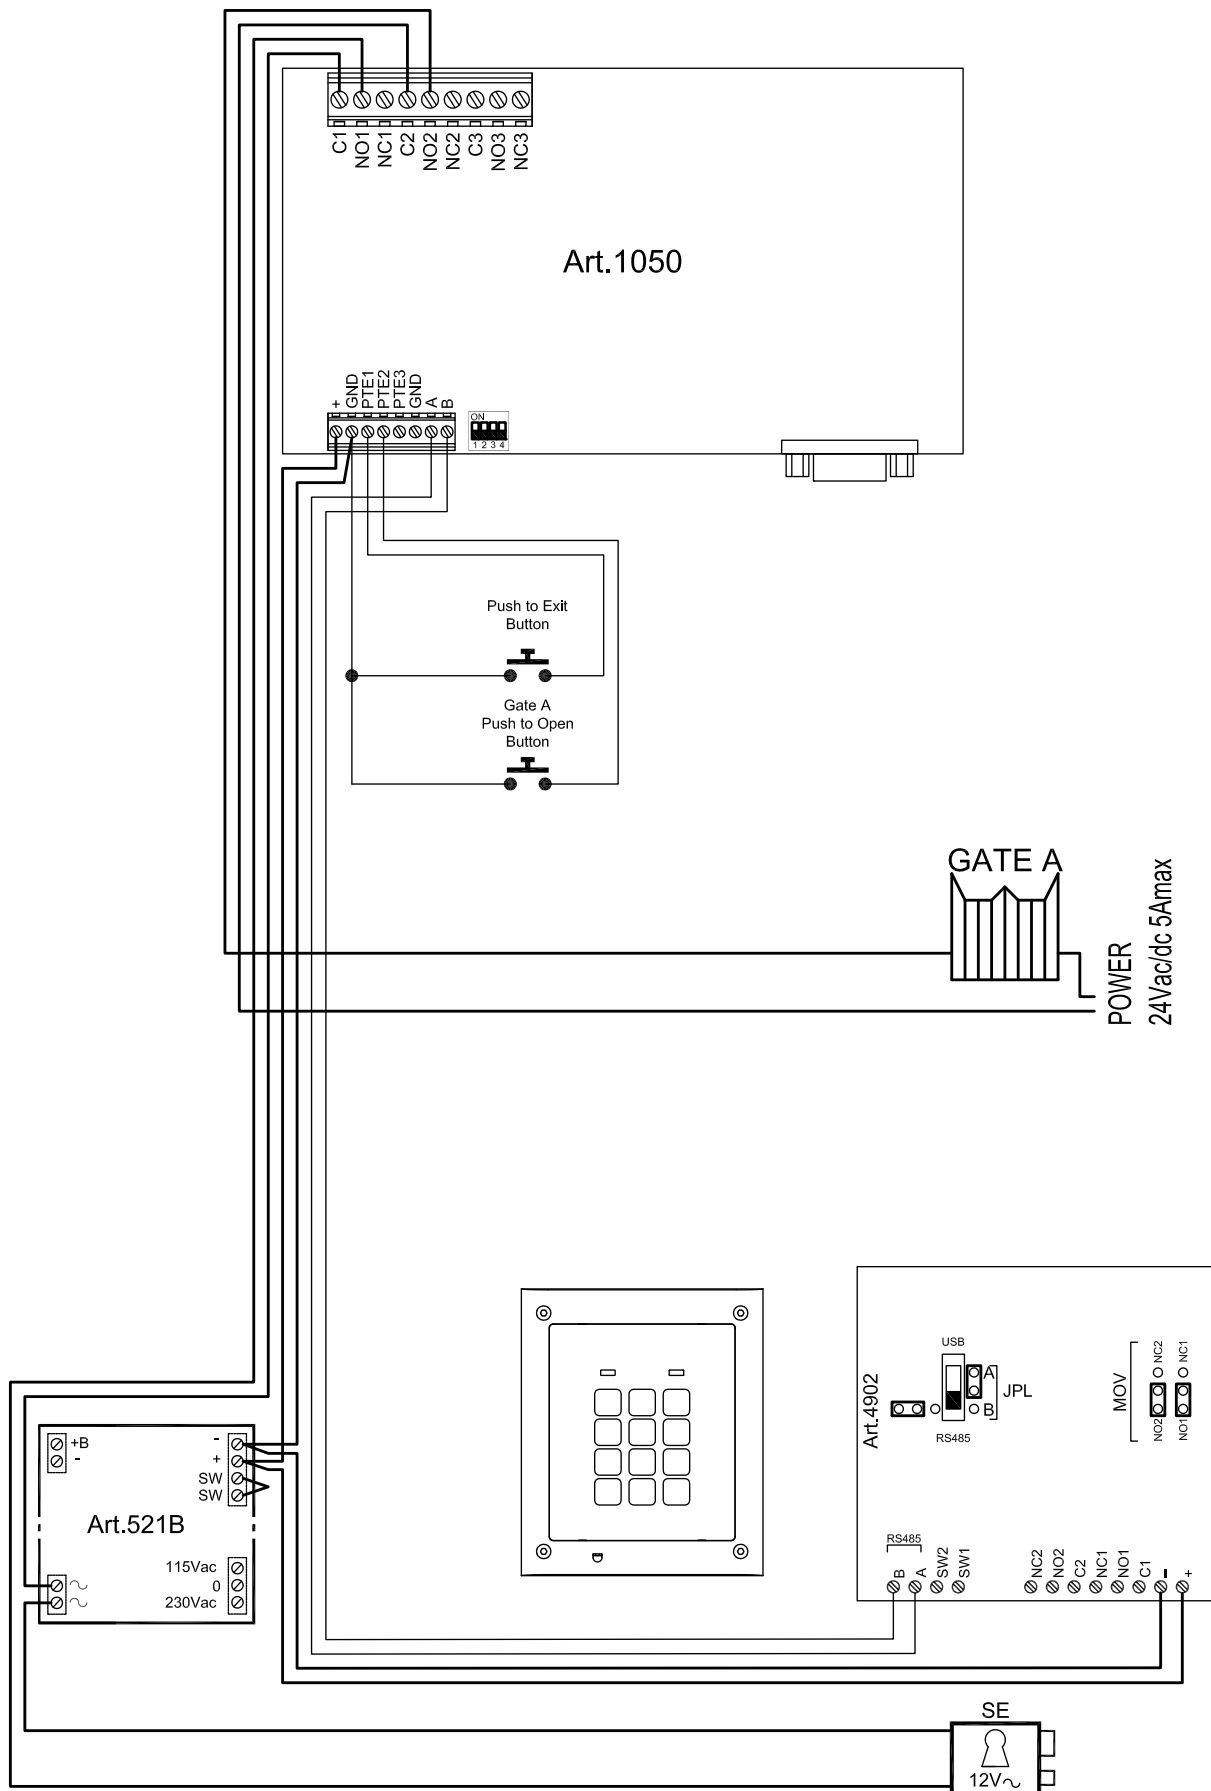 C1
NO1
NC1
C2
NO2
NC2
C3
NO3
NC3
Art.1050
+
GND
PTE1
PTE2
PTE3
GND
A
B
ON
1 2 3 4
Push to Exit
Button
Gate A
Push to Open
Button
GATE A
POWER
24Vac/dc 5Amax
+B
-
-
+
SW
SW
Art.521B
115Vac
0
230Vac
Art.4902
USB
A
B
JPL
RS485
MOV
NC2
NO2
NC1
NO1
RS485
B
A
SW2
SW1
NC2
NO2
C2
NC1
NO1
C1
-
+
SE
12V~